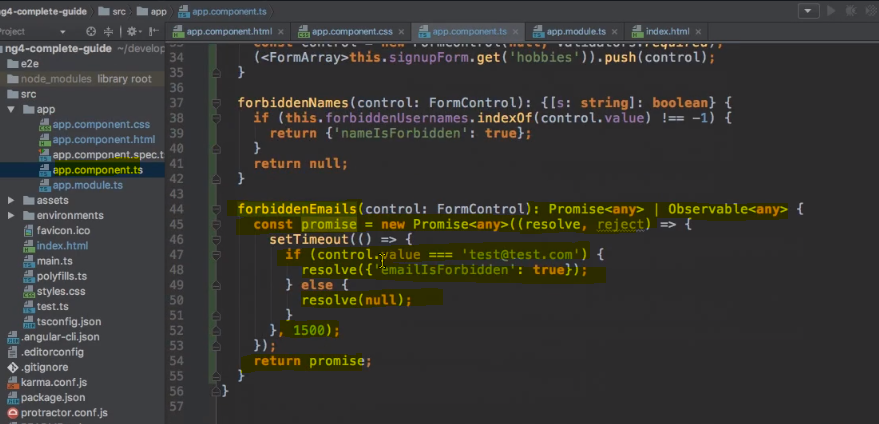 ng4-complete-guide src app app.component.ts
Project
app.component.html app.component.css app.component.ts app.module.ts index.html
ng4-complete-guide ~/develop
e2e
node_modules library root
src
app
app.component.css
app.component.html
app.component.spec.t
app.component.ts
app.module.ts
assets
environments
favicon.ico
index.html
main.ts
polyfills.ts
styles.css
test.ts
tsconfig.json
.angular-cli.json
.editorconfig
.gitignore
karma.conf.js
package.json
protractor.conf.js
33 const control = new FormControl(null, Validators.required);
34 (<FormArray>this.signupForm.get('hobbies')).push(control);
35 }
36
37 forbiddenNames(control: FormControl): {[s: string]: boolean} {
38 if (this.forbiddenUsernames.indexOf(control.value) !== -1) {
39 return {'nameIsForbidden': true};
40 }
41 return null;
42 }
43
44 forbiddenEmails(control: FormControl): Promise<any> | Observable<any> {
45 const promise = new Promise<any>((resolve, reject) => {
46 setTimeout(() => {
47 if (control.value === 'test@test.com') {
48 resolve({'emailIsForbidden': true});
49 } else {
50 resolve(null);
51 }
52 }, 1500);
53 });
54 return promise;
55 }
56 }
57